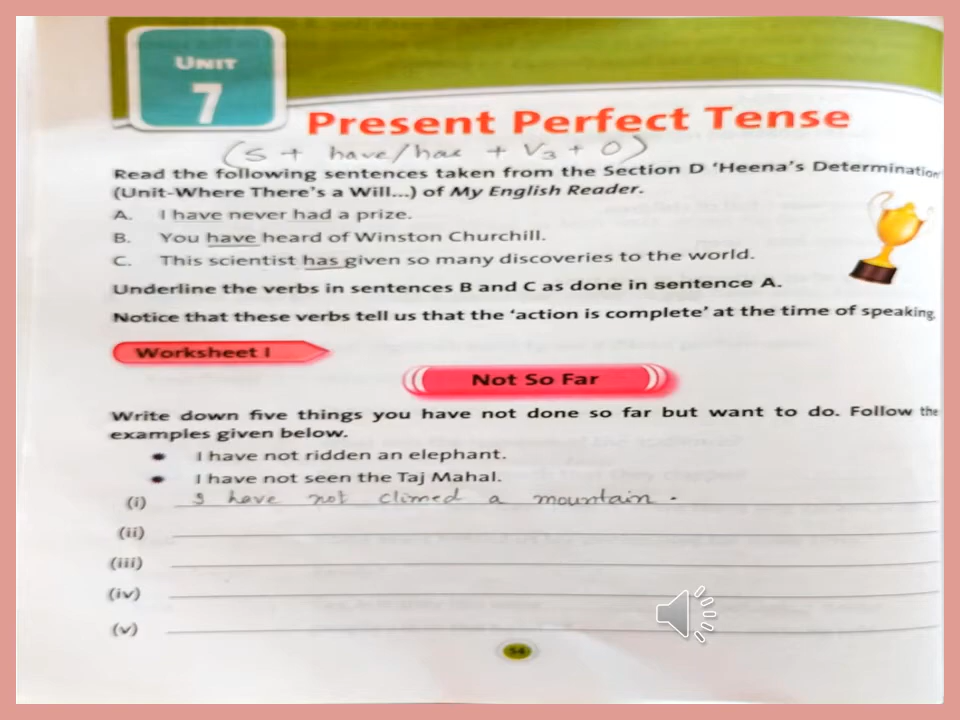 UNIT
7
Present Perfect Tense
(S + have/has + V3 + O)
Read the following sentences taken from the Section D 'Heena's Determination'
(Unit-Where There's a Will...) of My English Reader.
A. I have never had a prize.
B. You have heard of Winston Churchill.
C. This scientist has given so many discoveries to the world.
Underline the verbs in sentences B and C as done in sentence A.
Notice that these verbs tell us that the 'action is complete' at the time of speaking.
Worksheet I
Not So Far
Write down five things you have not done so far but want to do. Follow the
examples given below.
• I have not ridden an elephant.
• I have not seen the Taj Mahal.
(i) I have not climed a mountain.
(ii)
(iii)
(iv)
(v)
54